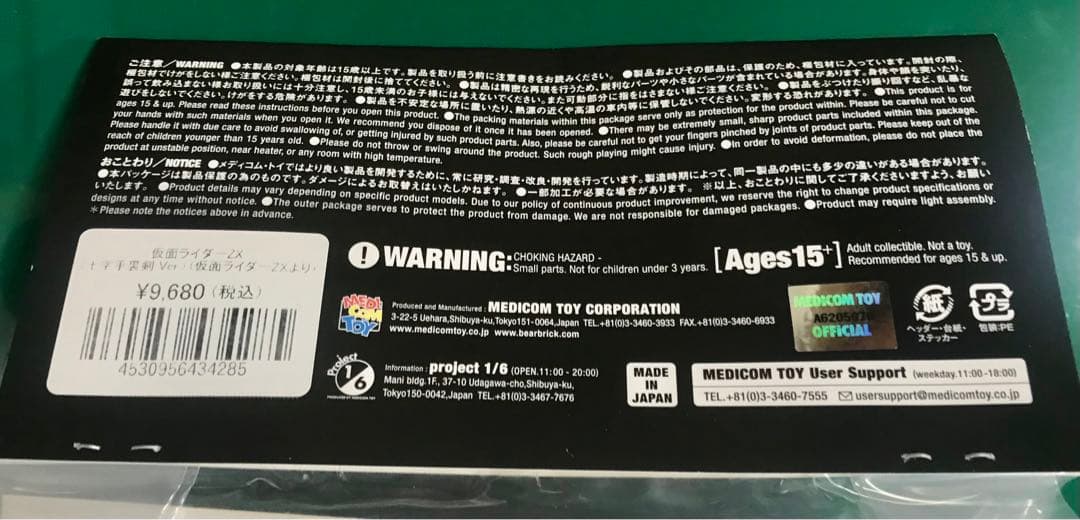 ご注意/WARNING ●本製品の対象年齢は15歳以上です。製品を取り扱う前に注意書きをお読みください。 ●製品およびその部品は、保護のため、梱包材に入っています。開封の際、
梱包材でけがをしない様ご注意ください。梱包材は開封後に捨ててください。 ●製品は精密な再現を行うため、鋭利なパーツや小さなパーツが含まれている場合があります。身体や顔を突いたり、
誤って飲み込まない様お取り扱いには十分注意し、15歳未満のお子様には与えないでください。また可動部分に指をはさまない様ご注意ください。 ●製品をぶつけたり振り回すなど、乱暴な
遊びをしないでください。けがをする危険があります。 ●製品を不安定な場所に置いたり、熱源の近くや高温の車内等に保管しないでください。変形する恐れがあります。 ●This product is for
ages 15 & up. Please read these instructions before you open this product. ●The packing materials within this package serve only as protection for the product within. Please be careful not to cut
your hands with such materials when you open it. We recommend you dispose of it once it has been opened. ●There may be extremely small, sharp product parts included within this package.
Please handle it with due care to avoid swallowing of, or getting injured by such product parts. Also, please be careful not to get your fingers pinched by joints of product parts. Please keep out of the
reach of children younger than 15 years old. ●Please do not throw or swing around the product. Such rough playing might cause injury. ●In order to avoid deformation, please do not place the
product at unstable position, near heater, or any room with high temperature.
おことわり/NOTICE ●メディコム・トイではより良い製品を開発するために、常に研究・調査・改良・開発を行っています。製造時期によって、同一製品の中にも多少の違いがある場合があります。
●本パッケージは製品保護の為のものです。ダメージによるお取替えはいたしかねます。 ●一部加工が必要な場合があります。 ※以上、おことわりに関してご了承くださいますよう、お願い
いたします。 ●Product details may vary depending on specific product models. Due to our policy of continuous product improvement, we reserve the right to change product specifications or
designs at any time without notice. ●The outer package serves to protect the product from damage. We are not responsible for damaged packages. ●Product may require light assembly.
＊Please note the notices above in advance.
仮面ライダーZX
十字手裏剣 Ver.(仮面ライダーZXより
¥9,680(税込)
4530956434285
WARNING: CHOKING HAZARD -
Small parts. Not for children under 3 years.
[Ages15+] Adult collectible. Not a toy.
Recommended for ages 15 & up.
MEDI
COM
TOY
Produced and Manufactured : MEDICOM TOY CORPORATION
3-22-5 Uehara,Shibuya-ku,Tokyo151-0064,Japan TEL.+81(0)3-3460-3933 FAX.+81(0)3-3460-6933
www.medicomtoy.co.jp www.bearbrick.com
MEDICOM TOY
OFFICIAL
紙
ヘッダー・台紙・
ステッカー
プラ
包装:PE
Project
1/6
PRODUCED BY MEDICOM TOY
Information : project 1/6 (OPEN.11:00 - 20:00)
Mani bldg.1F., 37-10 Udagawa-cho,Shibuya-ku,
Tokyo150-0042,Japan TEL.+81(0)3-3467-7676
MADE
IN
JAPAN
MEDICOM TOY User Support (weekday.11:00-18:00)
TEL.+81(0)3-3460-7555 usersupport@medicomtoy.co.jp